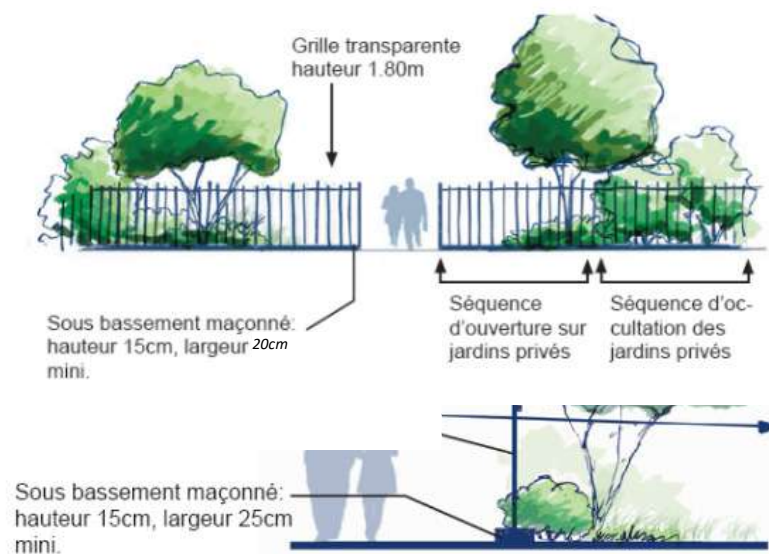 Grille transparente
hauteur 1.80m
Sous bassement maçonné:
hauteur 15cm, largeur 20cm
mini.
Séquence
d'ouverture sur
jardins privés
Séquence d'oc-
cultation des
jardins privés
Sous bassement maçonné:
hauteur 15cm, largeur 25cm
mini.